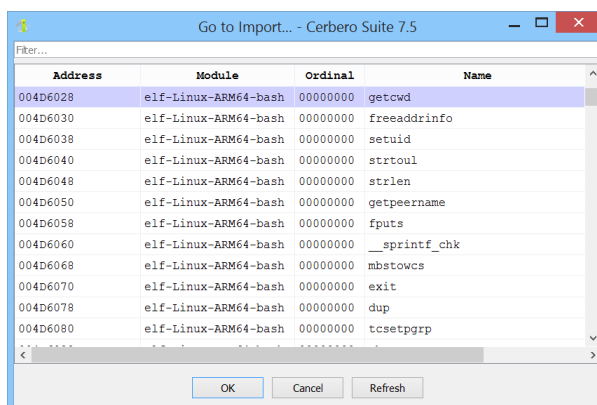 Go to Import... - Cerbero Suite 7.5
Filter...
Address Module Ordinal Name
004D6028 elf-Linux-ARM64-bash 00000000 getcwd
004D6030 elf-Linux-ARM64-bash 00000000 freeaddrinfo
004D6038 elf-Linux-ARM64-bash 00000000 setuid
004D6040 elf-Linux-ARM64-bash 00000000 strtoul
004D6048 elf-Linux-ARM64-bash 00000000 strlen
004D6050 elf-Linux-ARM64-bash 00000000 getpeername
004D6058 elf-Linux-ARM64-bash 00000000 fputs
004D6060 elf-Linux-ARM64-bash 00000000 __sprintf_chk
004D6068 elf-Linux-ARM64-bash 00000000 mbstowcs
004D6070 elf-Linux-ARM64-bash 00000000 exit
004D6078 elf-Linux-ARM64-bash 00000000 dup
004D6080 elf-Linux-ARM64-bash 00000000 tcsetpgrp
OK Cancel Refresh